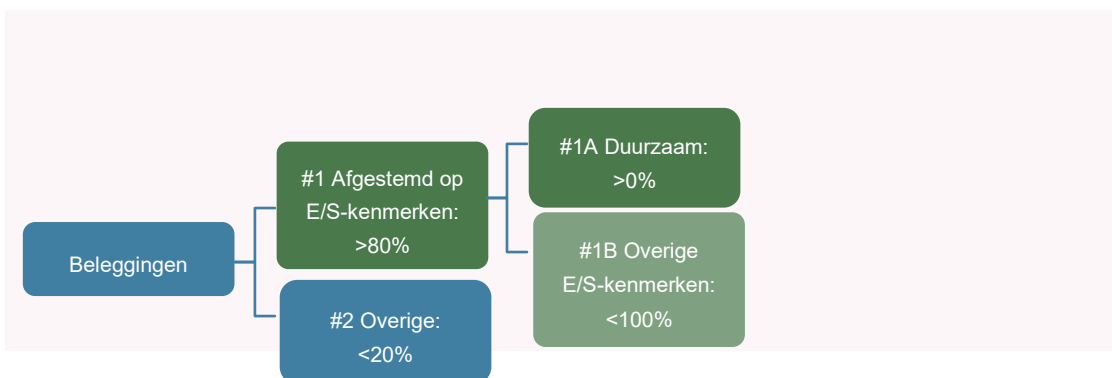 Beleggingen
#1 Afgestemd op
E/S-kenmerken:
>80%
#2 Overige:
<20%
#1A Duurzaam:
>0%
#1B Overige
E/S-kenmerken:
<100%